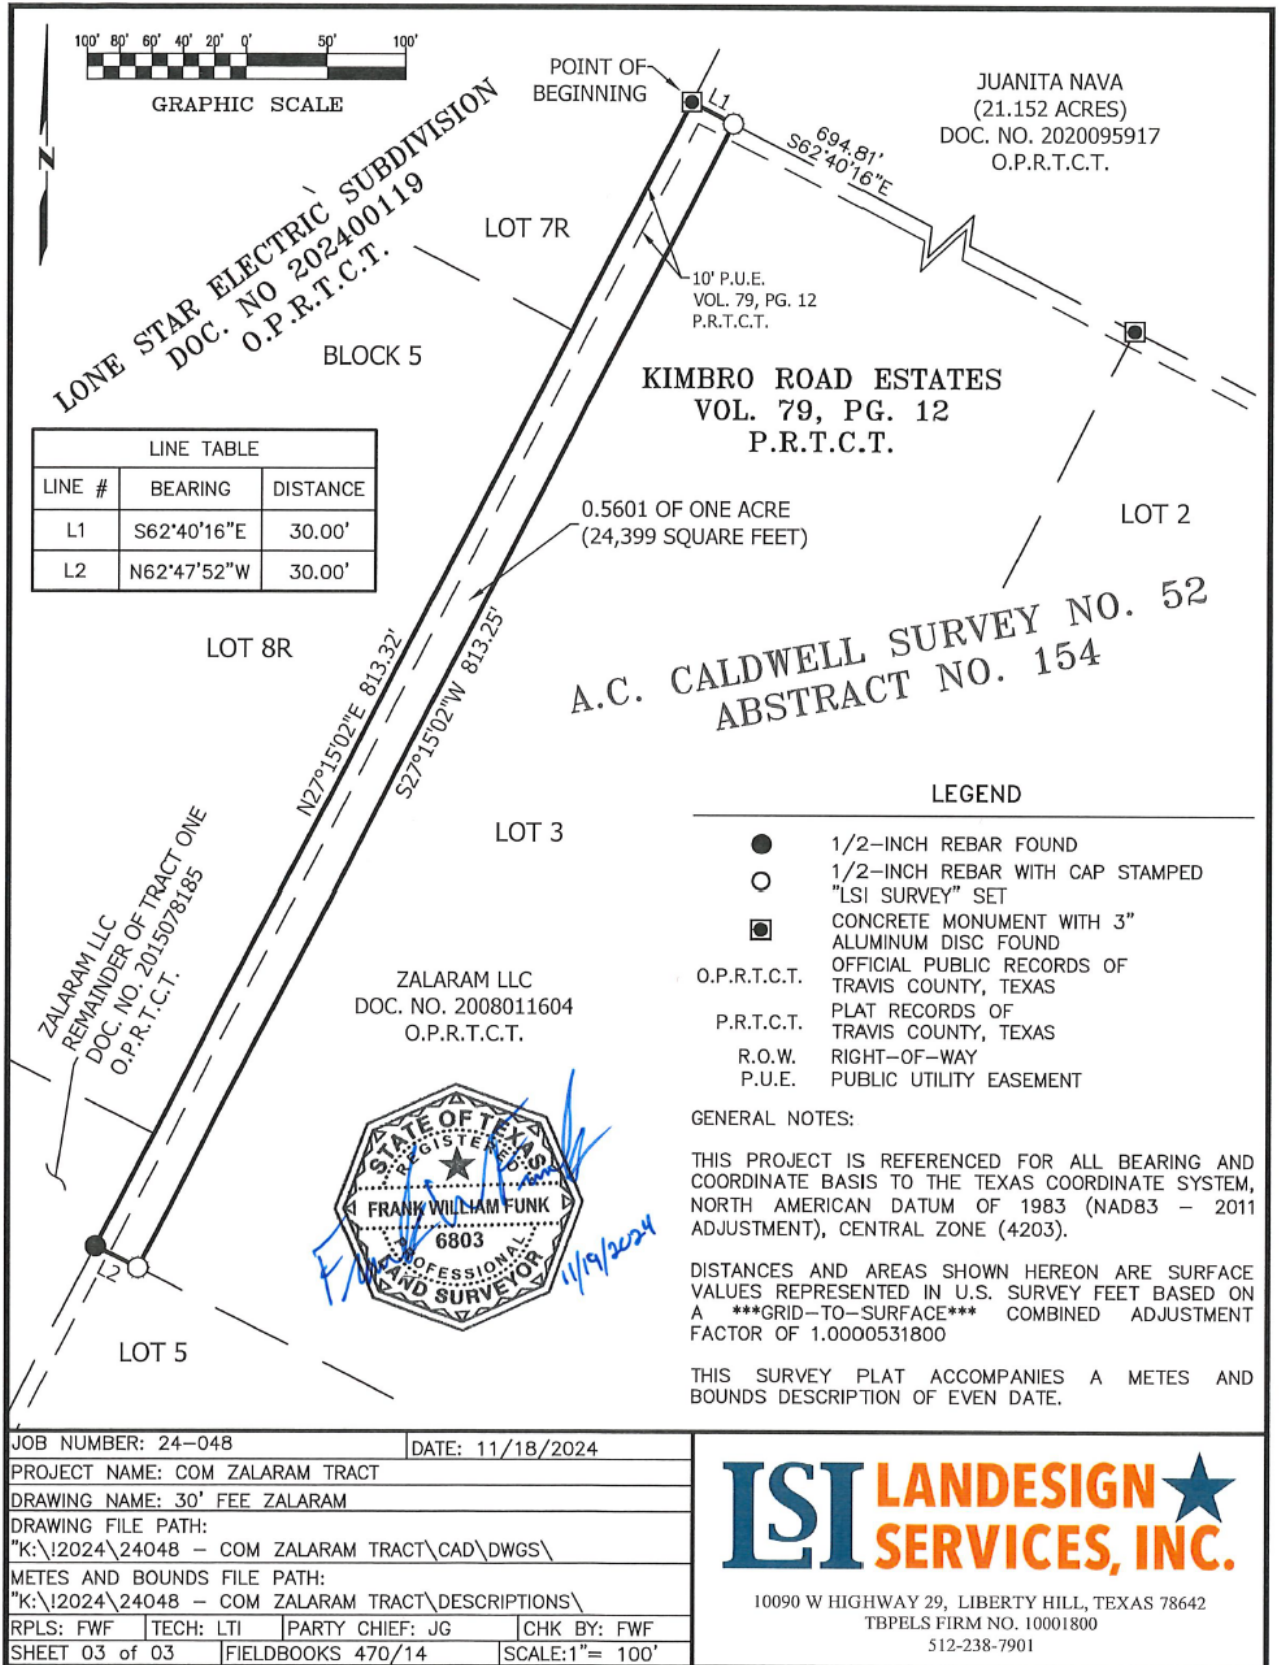 100' 80' 60' 40' 20' 0' 50' 100'
GRAPHIC SCALE
N
POINT OF
BEGINNING
L1
JUANITA NAVA
(21.152 ACRES)
DOC. NO. 2020095917
O.P.R.T.C.T.
694.81'
S62°40'16"E
LONE STAR ELECTRIC SUBDIVISION
DOC. NO 202400119
O.P.R.T.C.T.
LOT 7R
10' P.U.E.
VOL. 79, PG. 12
P.R.T.C.T.
BLOCK 5
KIMBRO ROAD ESTATES
VOL. 79, PG. 12
P.R.T.C.T.
LINE TABLE
LINE # BEARING DISTANCE
L1 S62°40'16"E 30.00'
L2 N62°47'52"W 30.00'
0.5601 OF ONE ACRE
(24,399 SQUARE FEET)
LOT 2
LOT 8R
A.C. CALDWELL SURVEY NO. 52
ABSTRACT NO. 154
N27°15'02"E 813.32'
S27°15'02"W 813.25'
LOT 3
ZALARAM LLC
REMAINDER OF TRACT ONE
DOC. NO. 2015078185
O.P.R.T.C.T.
ZALARAM LLC
DOC. NO. 2008011604
O.P.R.T.C.T.
LEGEND
1/2-INCH REBAR FOUND
1/2-INCH REBAR WITH CAP STAMPED
"LSI SURVEY" SET
CONCRETE MONUMENT WITH 3"
ALUMINUM DISC FOUND
O.P.R.T.C.T. OFFICIAL PUBLIC RECORDS OF
TRAVIS COUNTY, TEXAS
P.R.T.C.T. PLAT RECORDS OF
TRAVIS COUNTY, TEXAS
R.O.W. RIGHT-OF-WAY
P.U.E. PUBLIC UTILITY EASEMENT
STATE OF TEXAS
REGISTERED
FRANK WILLIAM FUNK
6803
PROFESSIONAL
LAND SURVEYOR
11/19/2024
L2
LOT 5
GENERAL NOTES:
THIS PROJECT IS REFERENCED FOR ALL BEARING AND
COORDINATE BASIS TO THE TEXAS COORDINATE SYSTEM,
NORTH AMERICAN DATUM OF 1983 (NAD83 - 2011
ADJUSTMENT), CENTRAL ZONE (4203).
DISTANCES AND AREAS SHOWN HEREON ARE SURFACE
VALUES REPRESENTED IN U.S. SURVEY FEET BASED ON
A ***GRID-TO-SURFACE*** COMBINED ADJUSTMENT
FACTOR OF 1.0000531800
THIS SURVEY PLAT ACCOMPANIES A METES AND
BOUNDS DESCRIPTION OF EVEN DATE.
JOB NUMBER: 24-048 DATE: 11/18/2024
PROJECT NAME: COM ZALARAM TRACT
DRAWING NAME: 30' FEE ZALARAM
DRAWING FILE PATH:
"K:\!2024\24048 - COM ZALARAM TRACT\CAD\DWGS\
METES AND BOUNDS FILE PATH:
"K:\!2024\24048 - COM ZALARAM TRACT\DESCRIPTIONS\
RPLS: FWF TECH: LTI PARTY CHIEF: JG CHK BY: FWF
SHEET 03 of 03 FIELDBOOKS 470/14 SCALE:1"= 100'
LSI LANDESIGN
SERVICES, INC.
10090 W HIGHWAY 29, LIBERTY HILL, TEXAS 78642
TBPELS FIRM NO. 10001800
512-238-7901